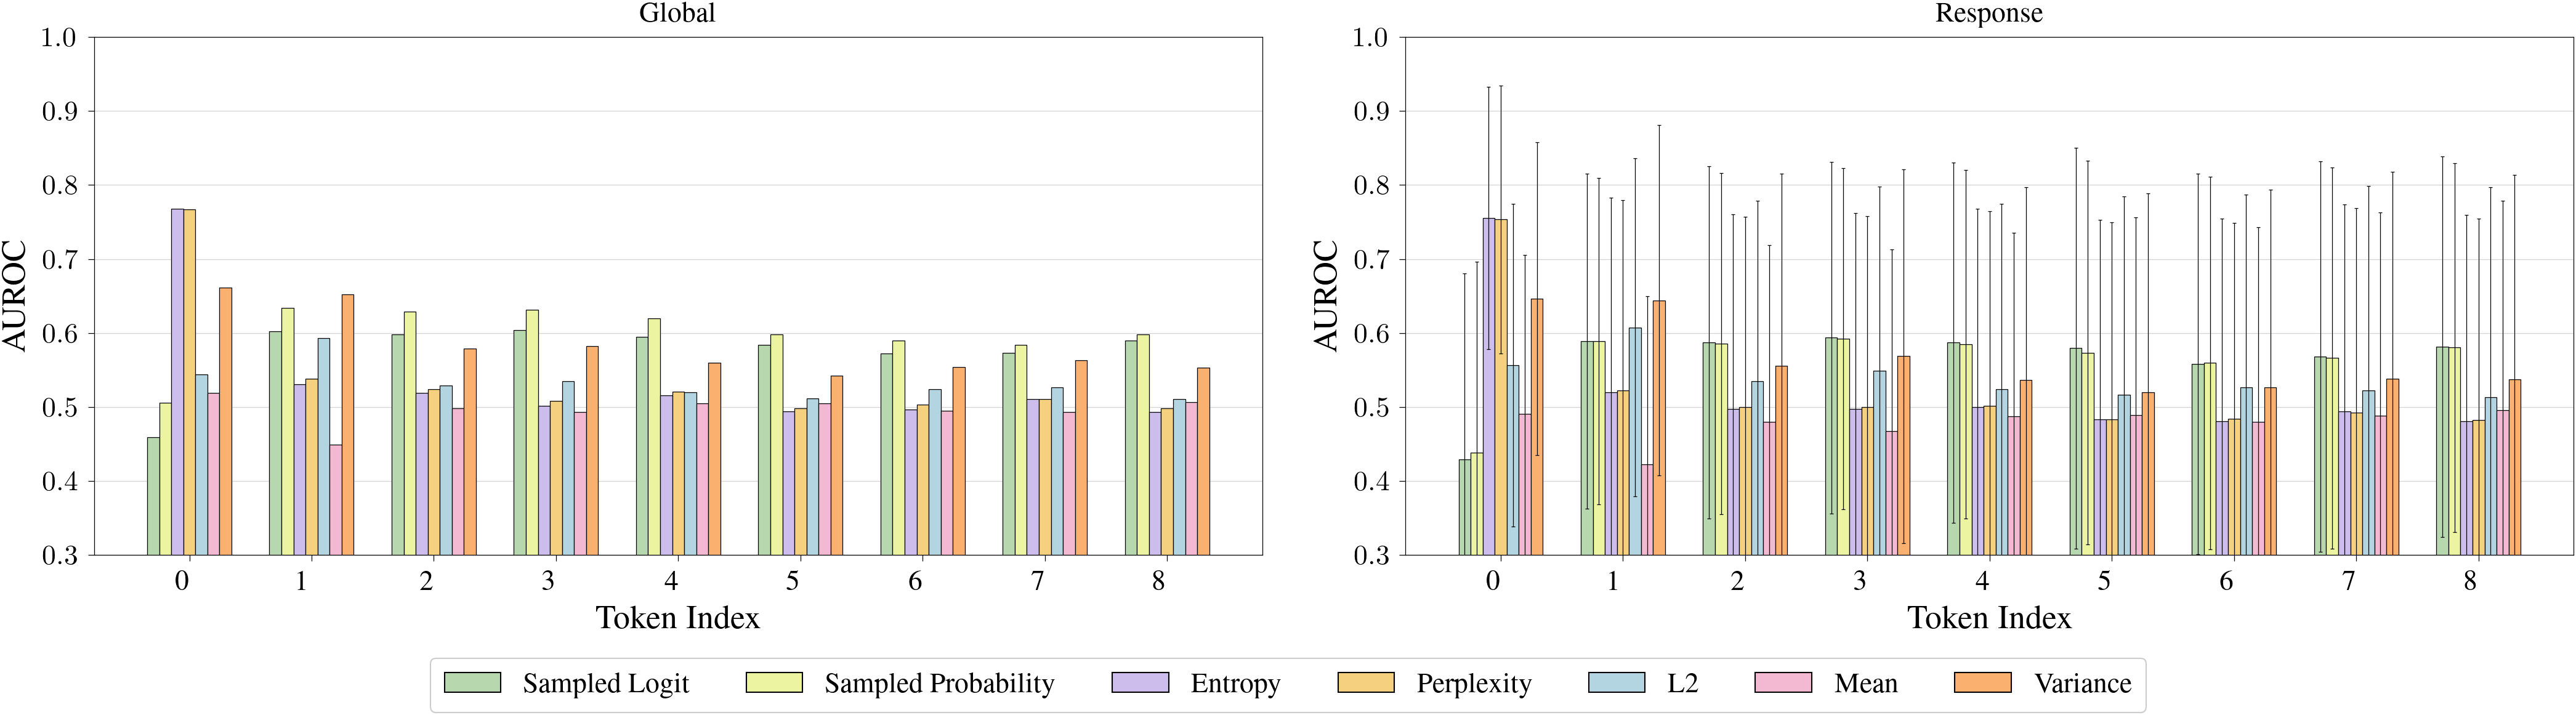 Global
1.0
0.9
0.8
0.7
0.6
0.5
0.4
0.3
AUROC
0 1 2 3 4 5 6 7 8
Token Index
Response
1.0
0.9
0.8
0.7
0.6
0.5
0.4
0.3
AUROC
0 1 2 3 4 5 6 7 8
Token Index
Sampled Logit Sampled Probability Entropy Perplexity L2 Mean Variance